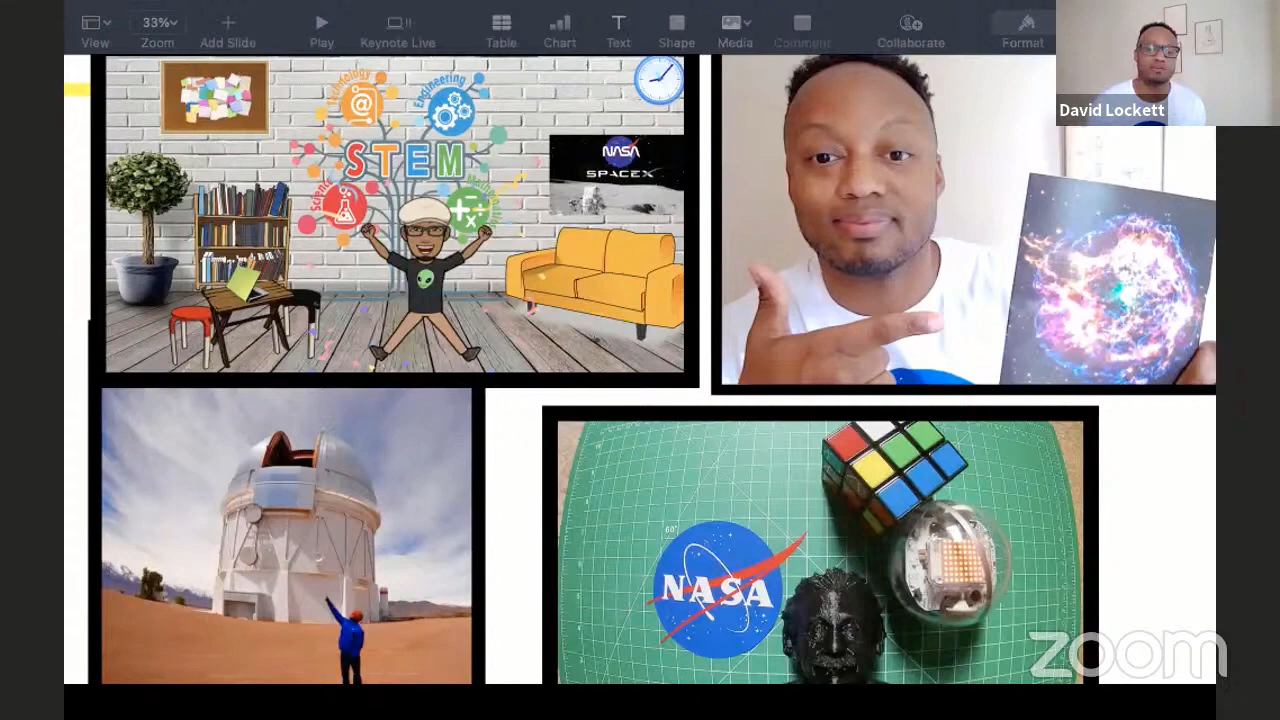 33%
View
Zoom
Add Slide
Play
Keynote Live
Table
Chart
Text
Shape
Media
Comment
Collaborate
Format
David Lockett
Technology
Engineering
STEM
Science
NASA
SPACEX
60°
NASA
zoom